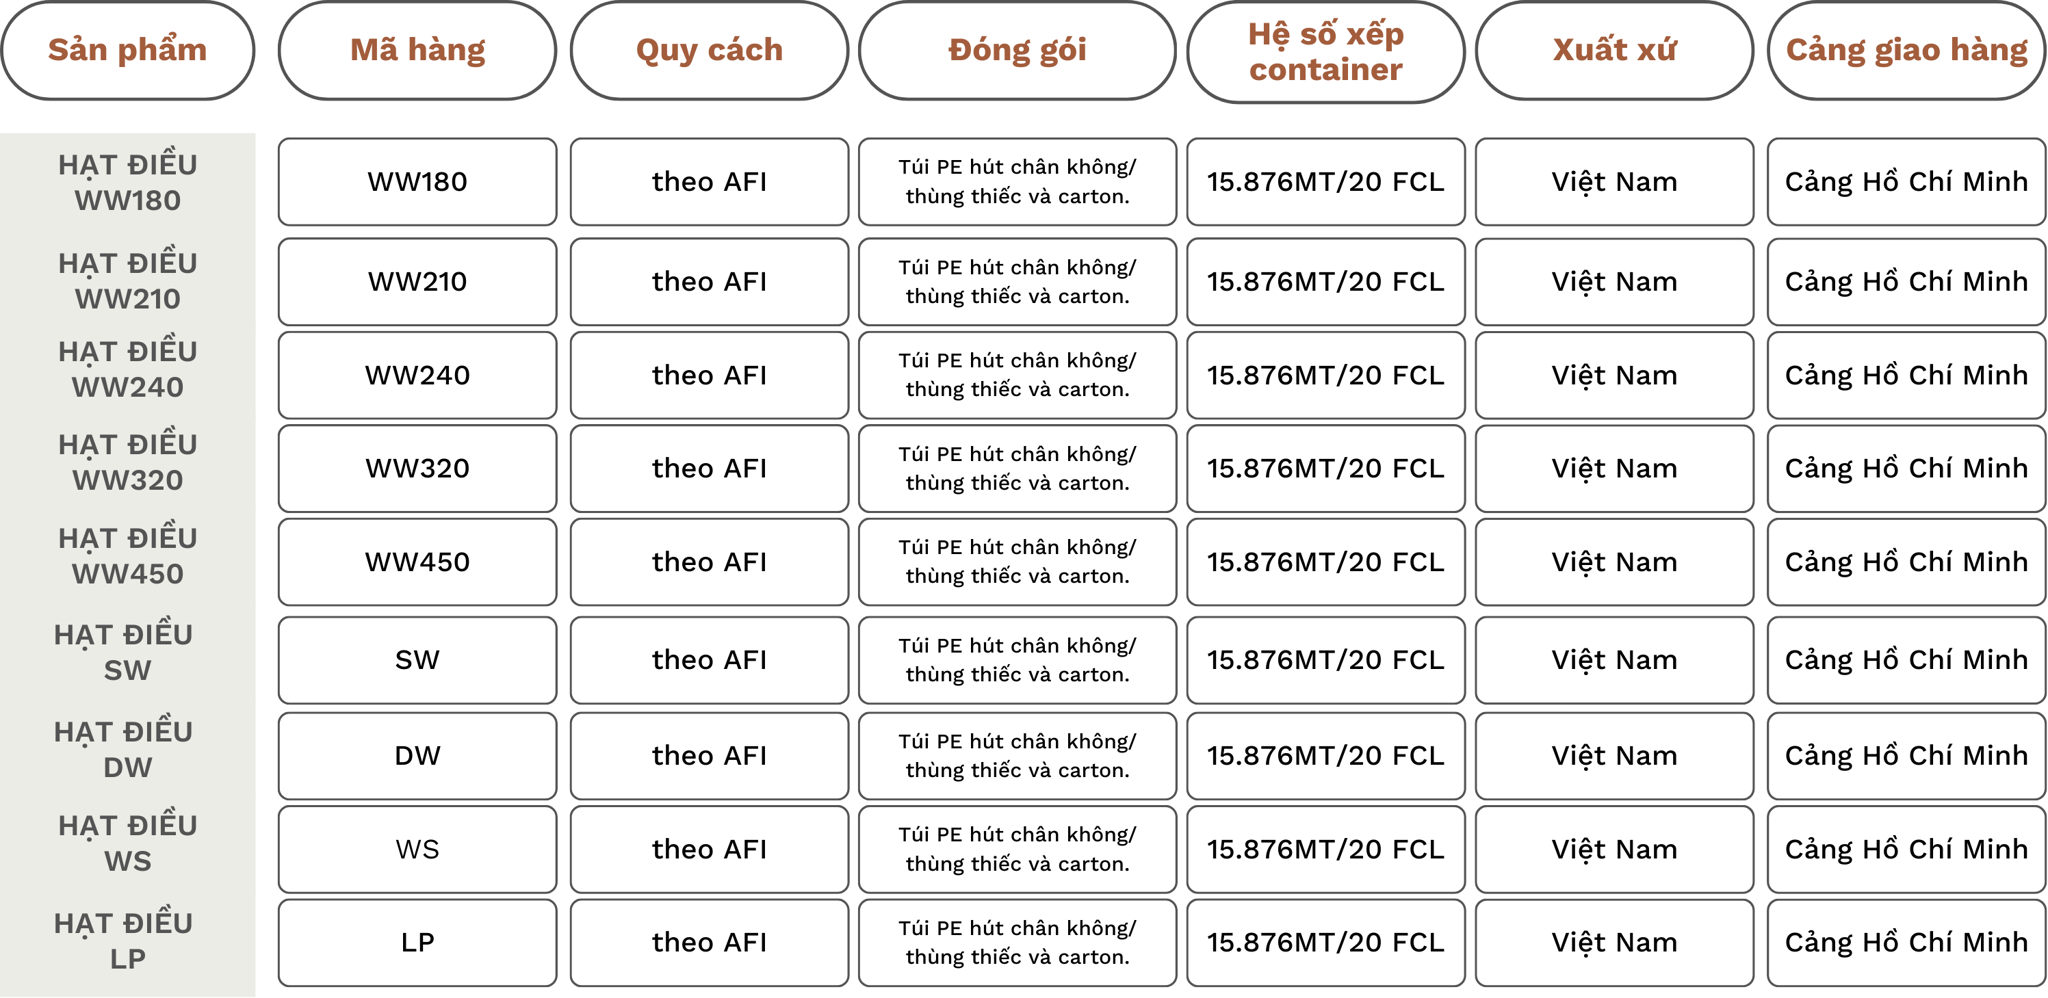 Sản phẩm
Mã hàng
Quy cách
Đóng gói
Hệ số xếp
container
Xuất xứ
Cảng giao hàng
HẠT ĐIỀU
WW180
WW180
theo AFI
Túi PE hút chân không/
thùng thiếc và carton.
15.876MT/20 FCL
Việt Nam
Cảng Hồ Chí Minh
HẠT ĐIỀU
WW210
WW210
theo AFI
Túi PE hút chân không/
thùng thiếc và carton.
15.876MT/20 FCL
Việt Nam
Cảng Hồ Chí Minh
HẠT ĐIỀU
WW240
WW240
theo AFI
Túi PE hút chân không/
thùng thiếc và carton.
15.876MT/20 FCL
Việt Nam
Cảng Hồ Chí Minh
HẠT ĐIỀU
WW320
WW320
theo AFI
Túi PE hút chân không/
thùng thiếc và carton.
15.876MT/20 FCL
Việt Nam
Cảng Hồ Chí Minh
HẠT ĐIỀU
WW450
WW450
theo AFI
Túi PE hút chân không/
thùng thiếc và carton.
15.876MT/20 FCL
Việt Nam
Cảng Hồ Chí Minh
HẠT ĐIỀU
SW
SW
theo AFI
Túi PE hút chân không/
thùng thiếc và carton.
15.876MT/20 FCL
Việt Nam
Cảng Hồ Chí Minh
HẠT ĐIỀU
DW
DW
theo AFI
Túi PE hút chân không/
thùng thiếc và carton.
15.876MT/20 FCL
Việt Nam
Cảng Hồ Chí Minh
HẠT ĐIỀU
WS
WS
theo AFI
Túi PE hút chân không/
thùng thiếc và carton.
15.876MT/20 FCL
Việt Nam
Cảng Hồ Chí Minh
HẠT ĐIỀU
LP
LP
theo AFI
Túi PE hút chân không/
thùng thiếc và carton.
15.876MT/20 FCL
Việt Nam
Cảng Hồ Chí Minh